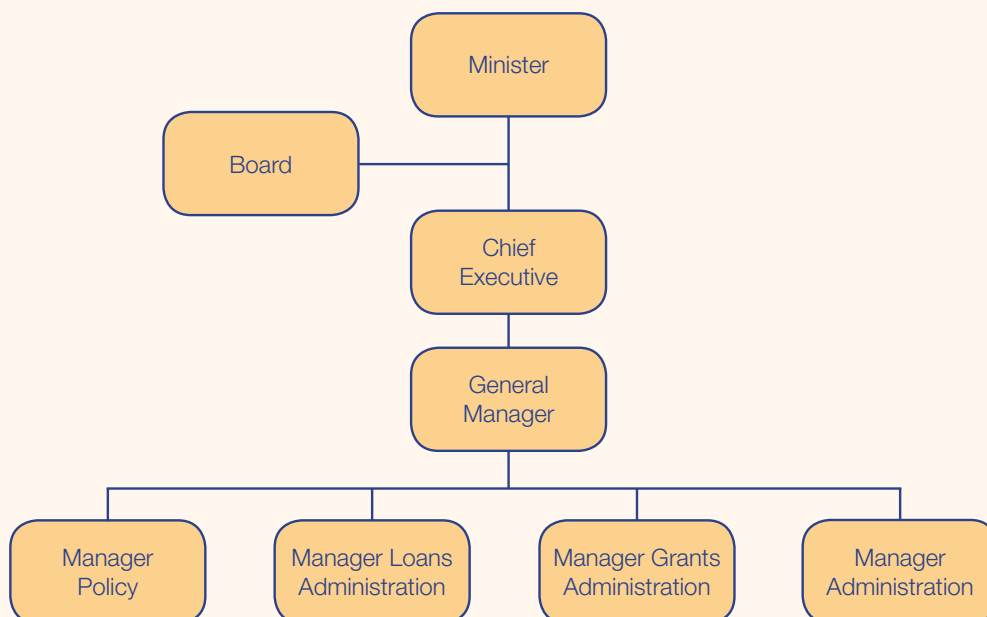 Minister
Board
Chief
Executive
General
Manager
Manager
Policy
Manager Loans
Administration
Manager Grants
Administration
Manager
Administration